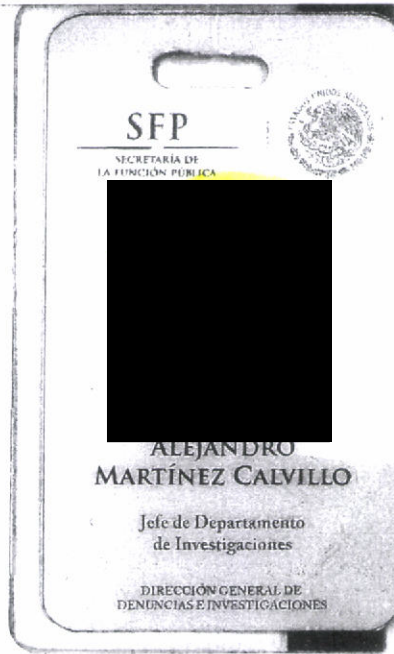 SFP
SECRETARÍA DE
LA FUNCIÓN PÚBLICA
ALEJANDRO
MARTÍNEZ CALVILLO
Jefe de Departamento
de Investigaciones
DIRECCIÓN GENERAL DE
DENUNCIAS E INVESTIGACIONES